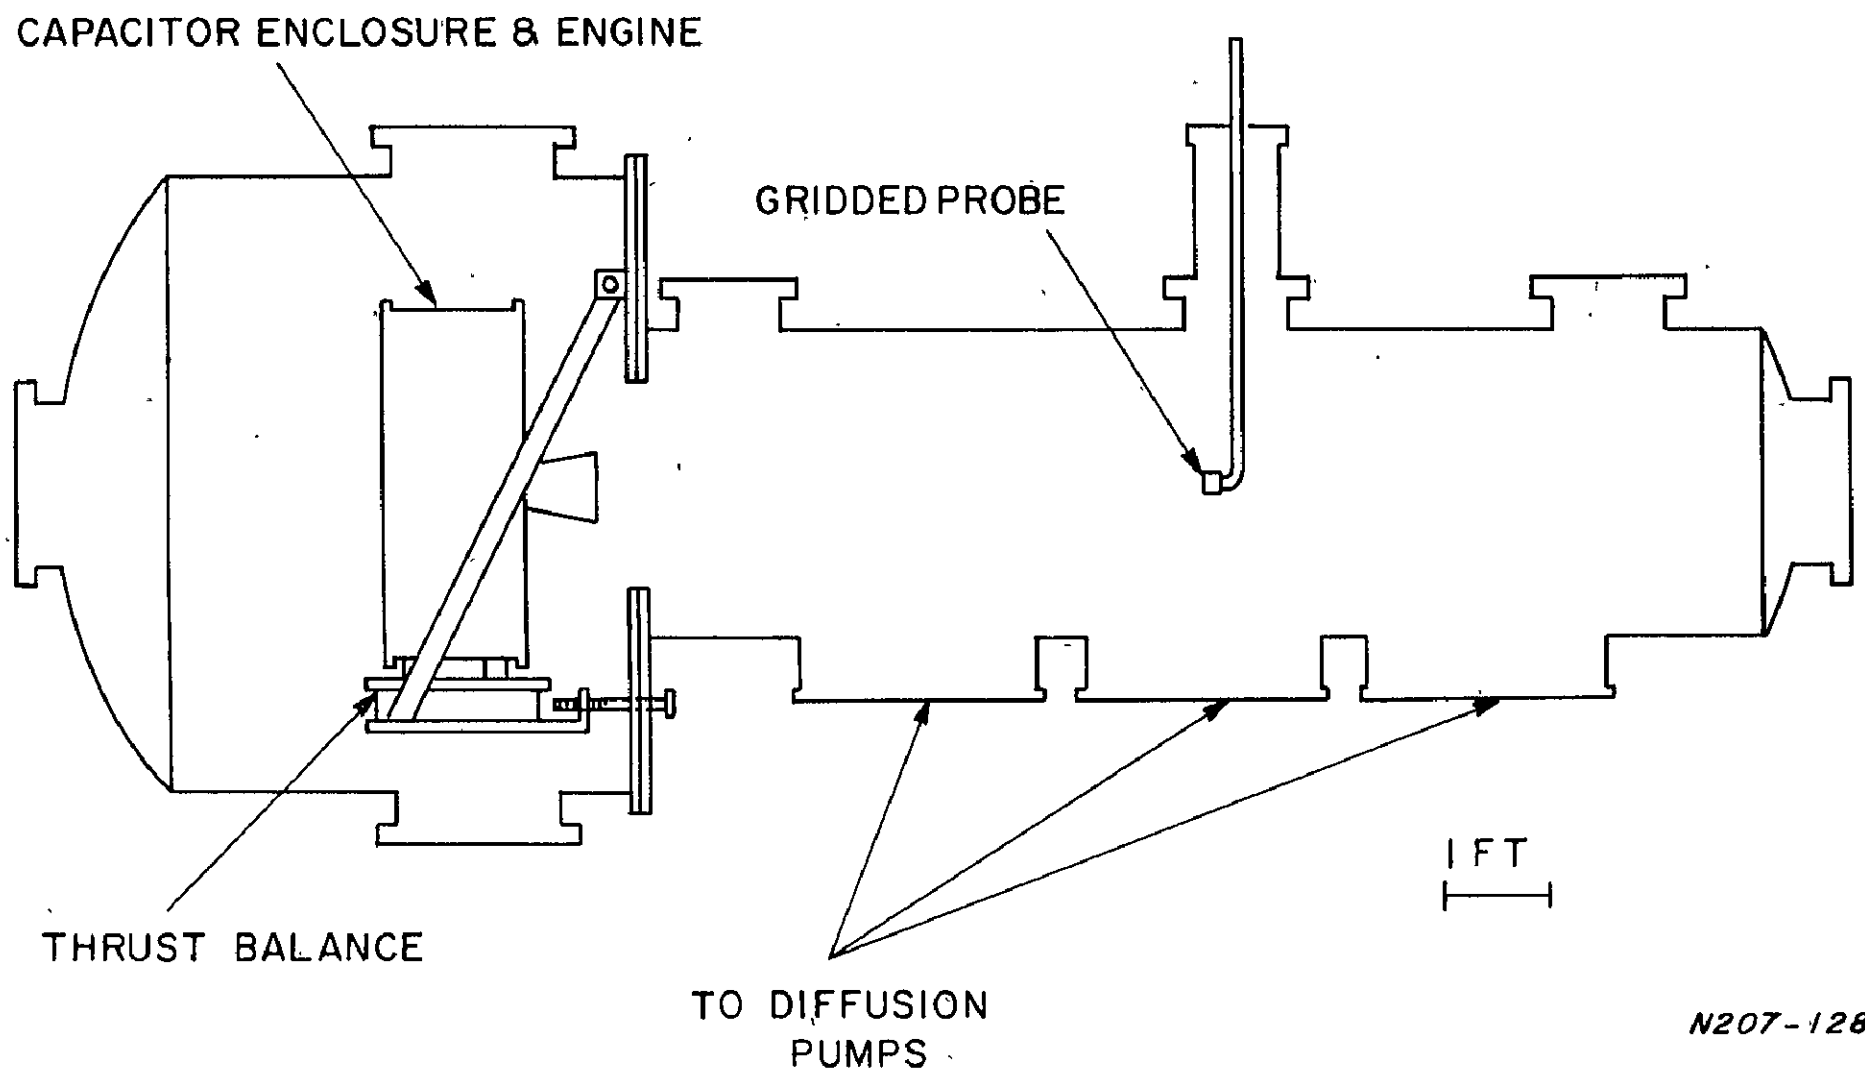 CAPACITOR ENCLOSURE & ENGINE
GRIDDED PROBE
1 FT
THRUST BALANCE
TO DIFFUSION
PUMPS
N207-128